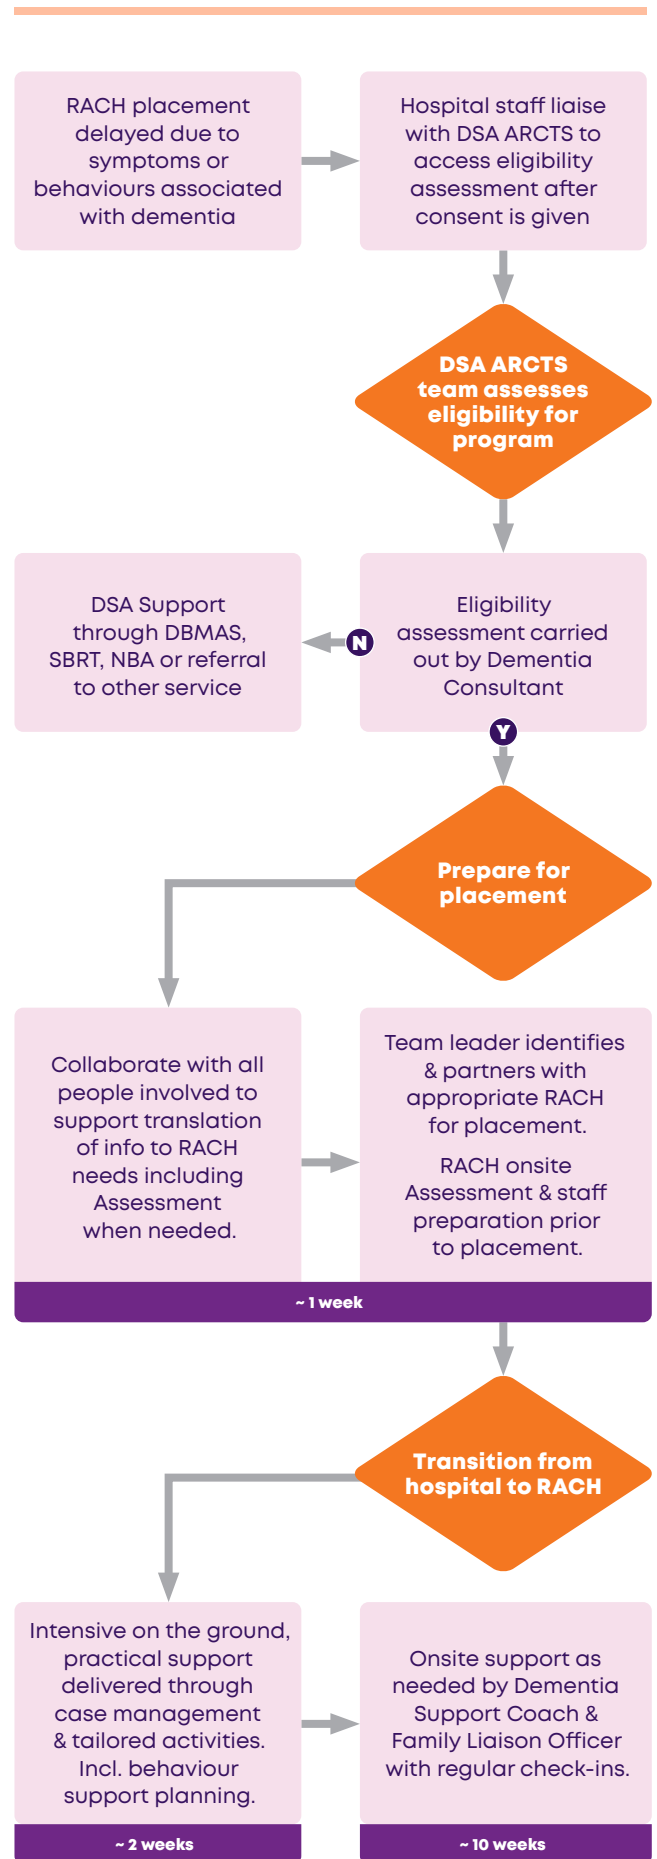 RACH placement
delayed due to
symptoms or
behaviours associated
with dementia
Hospital staff liaise
with DSA ARCTS to
access eligibility
assessment after
consent is given
DSA ARCTS
team assesses
eligibility for
program
Eligibility
assessment carried
out by Dementia
Consultant
N
DSA Support
through DBMAS,
SBRT, NBA or referral
to other service
Y
Prepare for
placement
Collaborate with all
people involved to
support translation
of info to RACH
needs including
Assessment
when needed.
Team leader identifies
& partners with
appropriate RACH
for placement.
RACH onsite
Assessment & staff
preparation prior
to placement.
~ 1 week
Transition from
hospital to RACH
Intensive on the ground,
practical support
delivered through
case management
& tailored activities.
Incl. behaviour
support planning.
~ 2 weeks
Onsite support as
needed by Dementia
Support Coach &
Family Liaison Officer
with regular check-ins.
~ 10 weeks